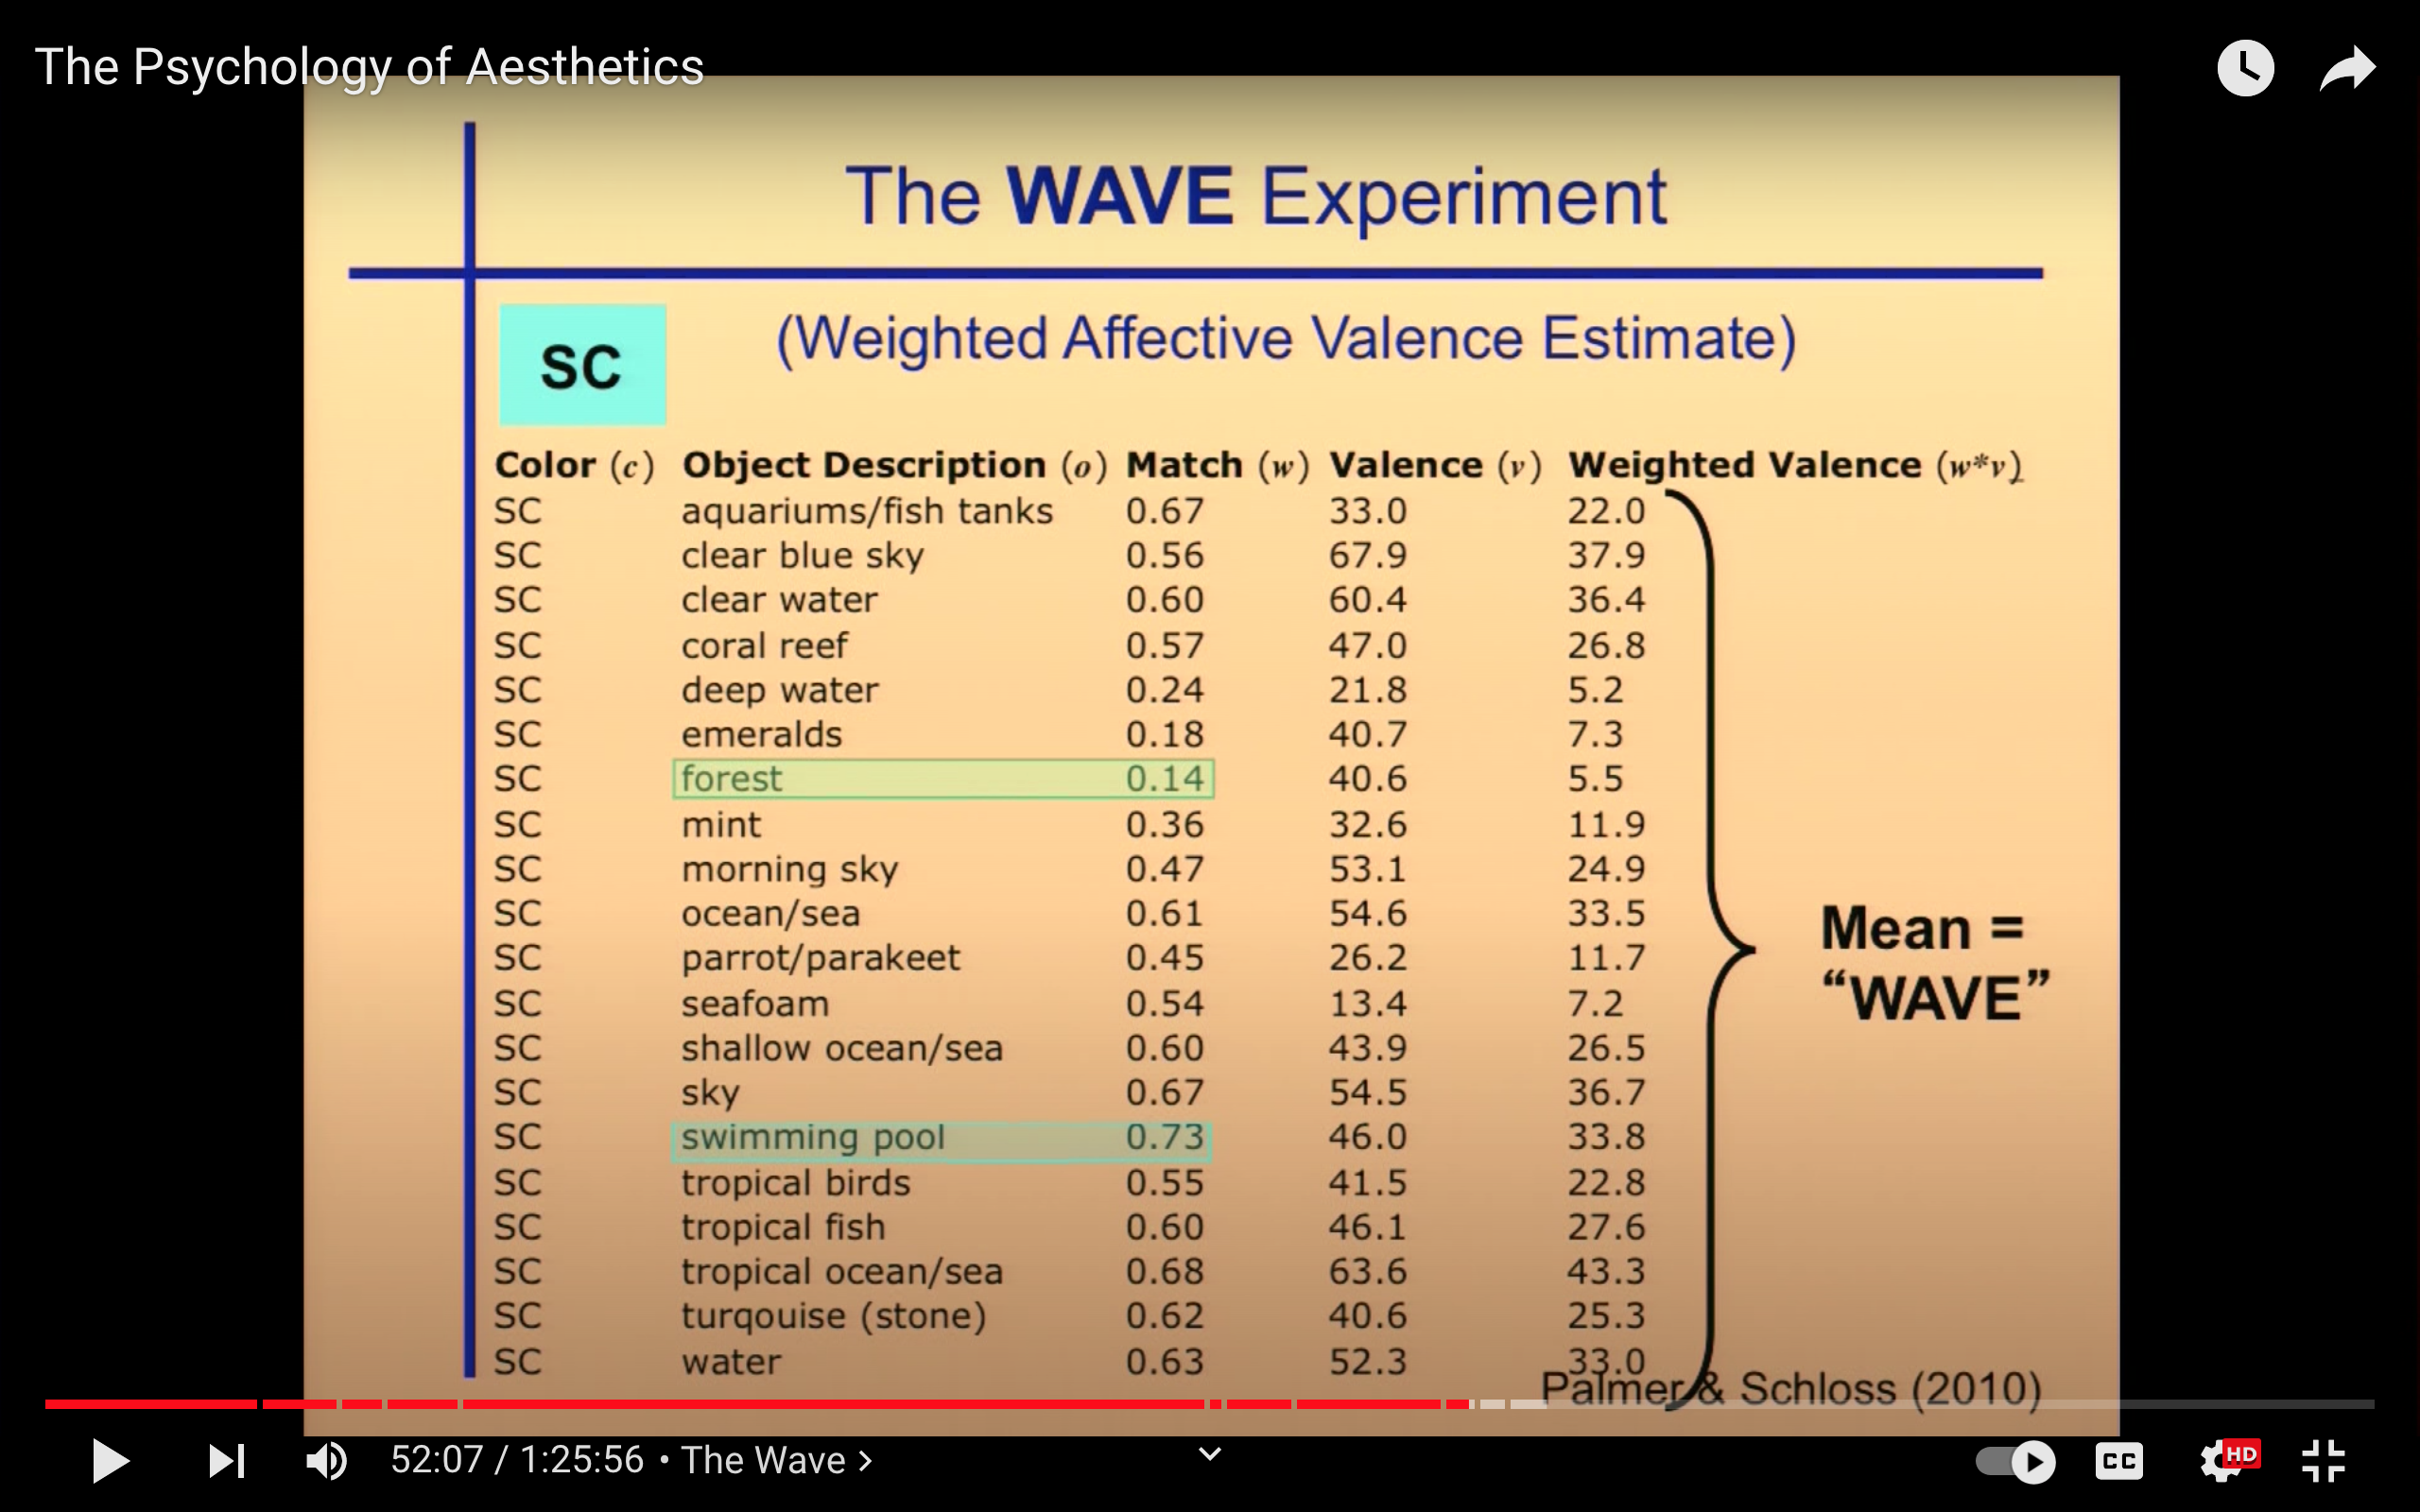 The Psychology of Aesthetics
The WAVE Experiment
SC
(Weighted Affective Valence Estimate)
Color (c) Object Description (o) Match (w) Valence (v) Weighted Valence (w*v)
SC aquariums/fish tanks 0.67 33.0 22.0
SC clear blue sky 0.56 67.9 37.9
SC clear water 0.60 60.4 36.4
SC coral reef 0.57 47.0 26.8
SC deep water 0.24 21.8 5.2
SC emeralds 0.18 40.7 7.3
SC forest 0.14 40.6 5.5
SC mint 0.36 32.6 11.9
SC morning sky 0.47 53.1 24.9
SC ocean/sea 0.61 54.6 33.5
SC parrot/parakeet 0.45 26.2 11.7
SC seafoam 0.54 13.4 7.2
SC shallow ocean/sea 0.60 43.9 26.5
SC sky 0.67 54.5 36.7
SC swimming pool 0.73 46.0 33.8
SC tropical birds 0.55 41.5 22.8
SC tropical fish 0.60 46.1 27.6
SC tropical ocean/sea 0.68 63.6 43.3
SC turqouise (stone) 0.62 40.6 25.3
SC water 0.63 52.3 33.0
Mean =
“WAVE”
Palmer & Schloss (2010)
52:07 / 1:25:56 • The Wave ›
CC
HD